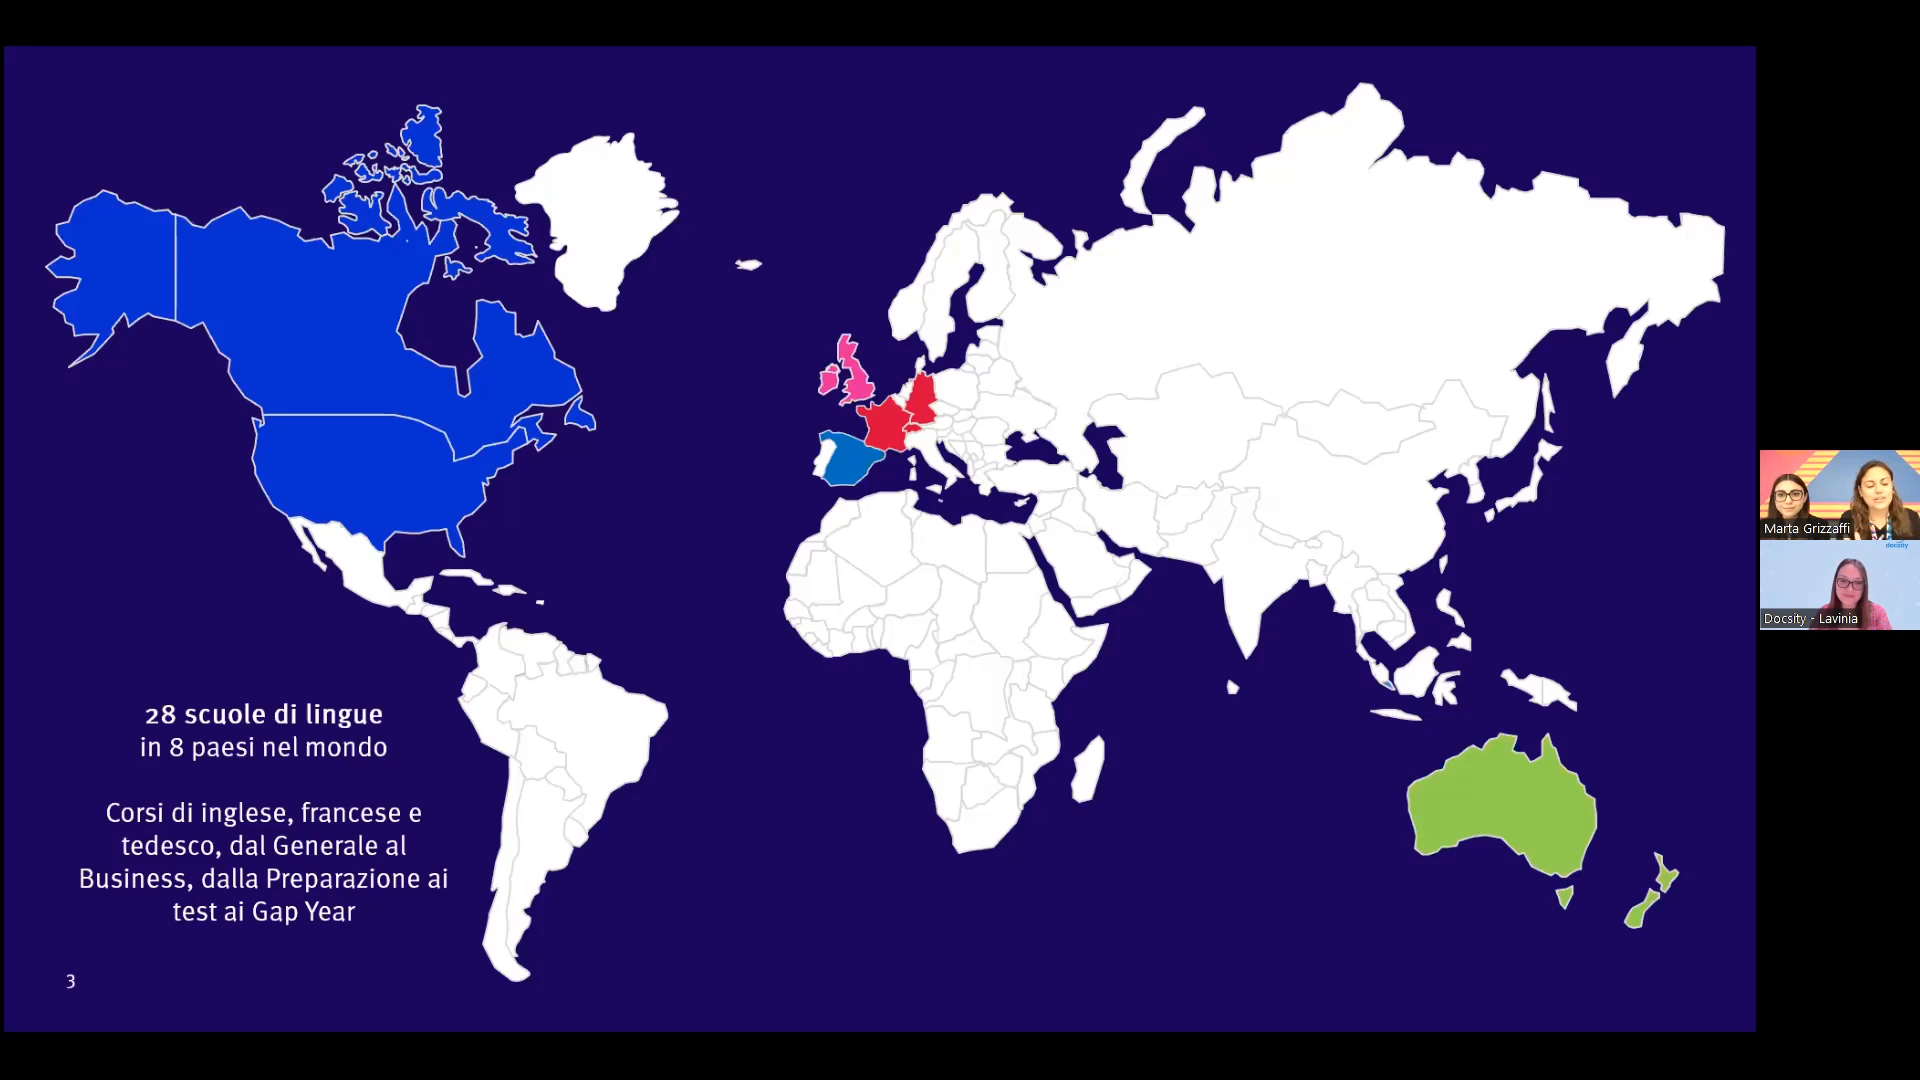 28 scuole di lingue
in 8 paesi nel mondo
Corsi di inglese, francese e
tedesco, dal Generale al
Business, dalla Preparazione ai
test ai Gap Year
3
Marta Grizzaffi
docsity
Docsity - Lavinia